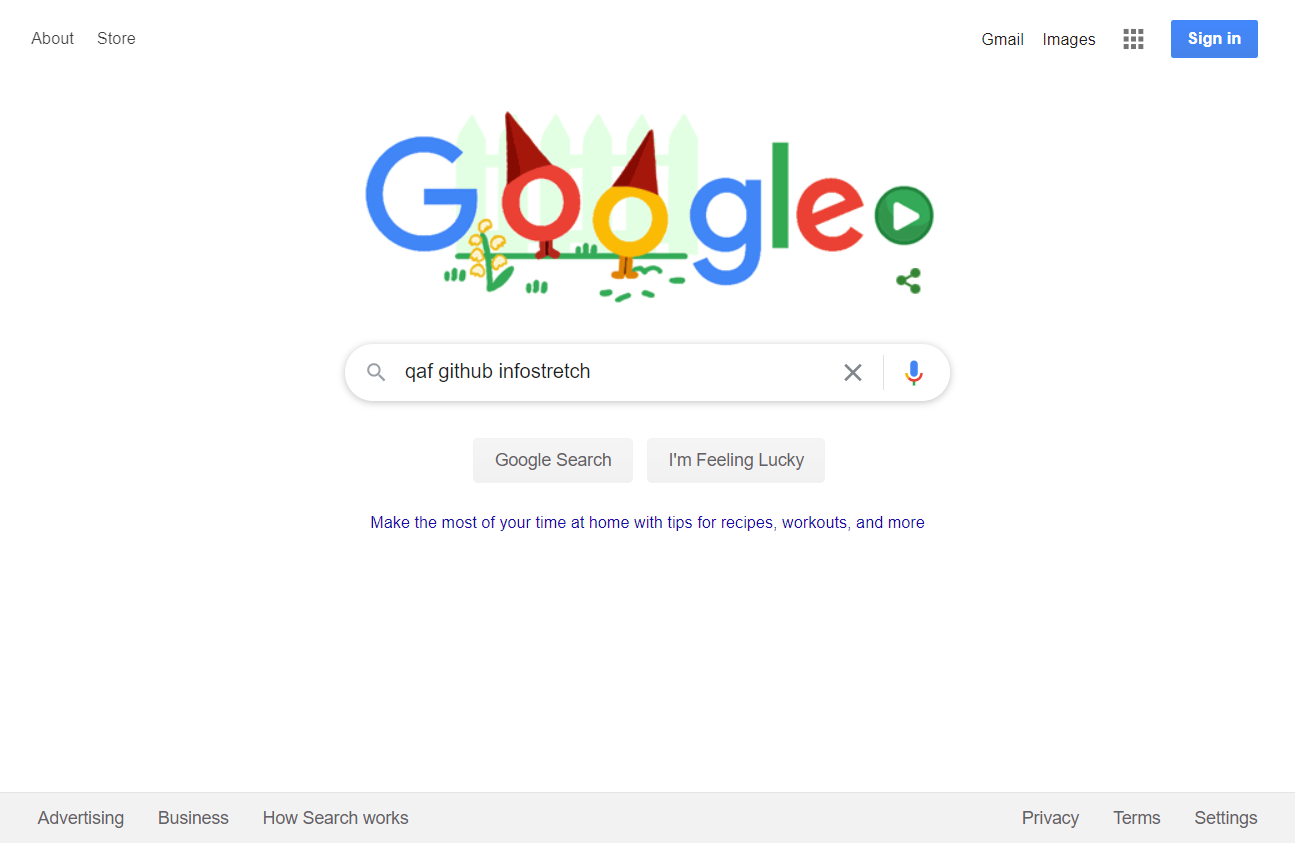 About Store Gmail Images Sign in
Google
qaf github infostretch
Google Search I'm Feeling Lucky
Make the most of your time at home with tips for recipes, workouts, and more
Advertising Business How Search works Privacy Terms Settings